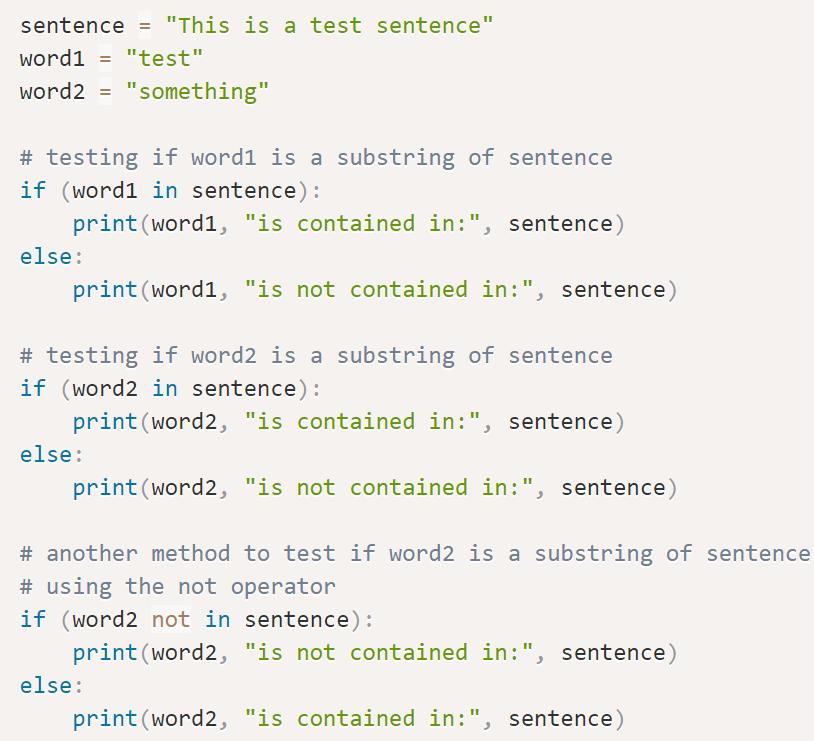 sentence = "This is a test sentence"
word1 = "test"
word2 = "something"

# testing if word1 is a substring of sentence
if (word1 in sentence):
    print(word1, "is contained in:", sentence)
else:
    print(word1, "is not contained in:", sentence)

# testing if word2 is a substring of sentence
if (word2 in sentence):
    print(word2, "is contained in:", sentence)
else:
    print(word2, "is not contained in:", sentence)

# another method to test if word2 is a substring of sentence
# using the not operator
if (word2 not in sentence):
    print(word2, "is not contained in:", sentence)
else:
    print(word2, "is contained in:", sentence)